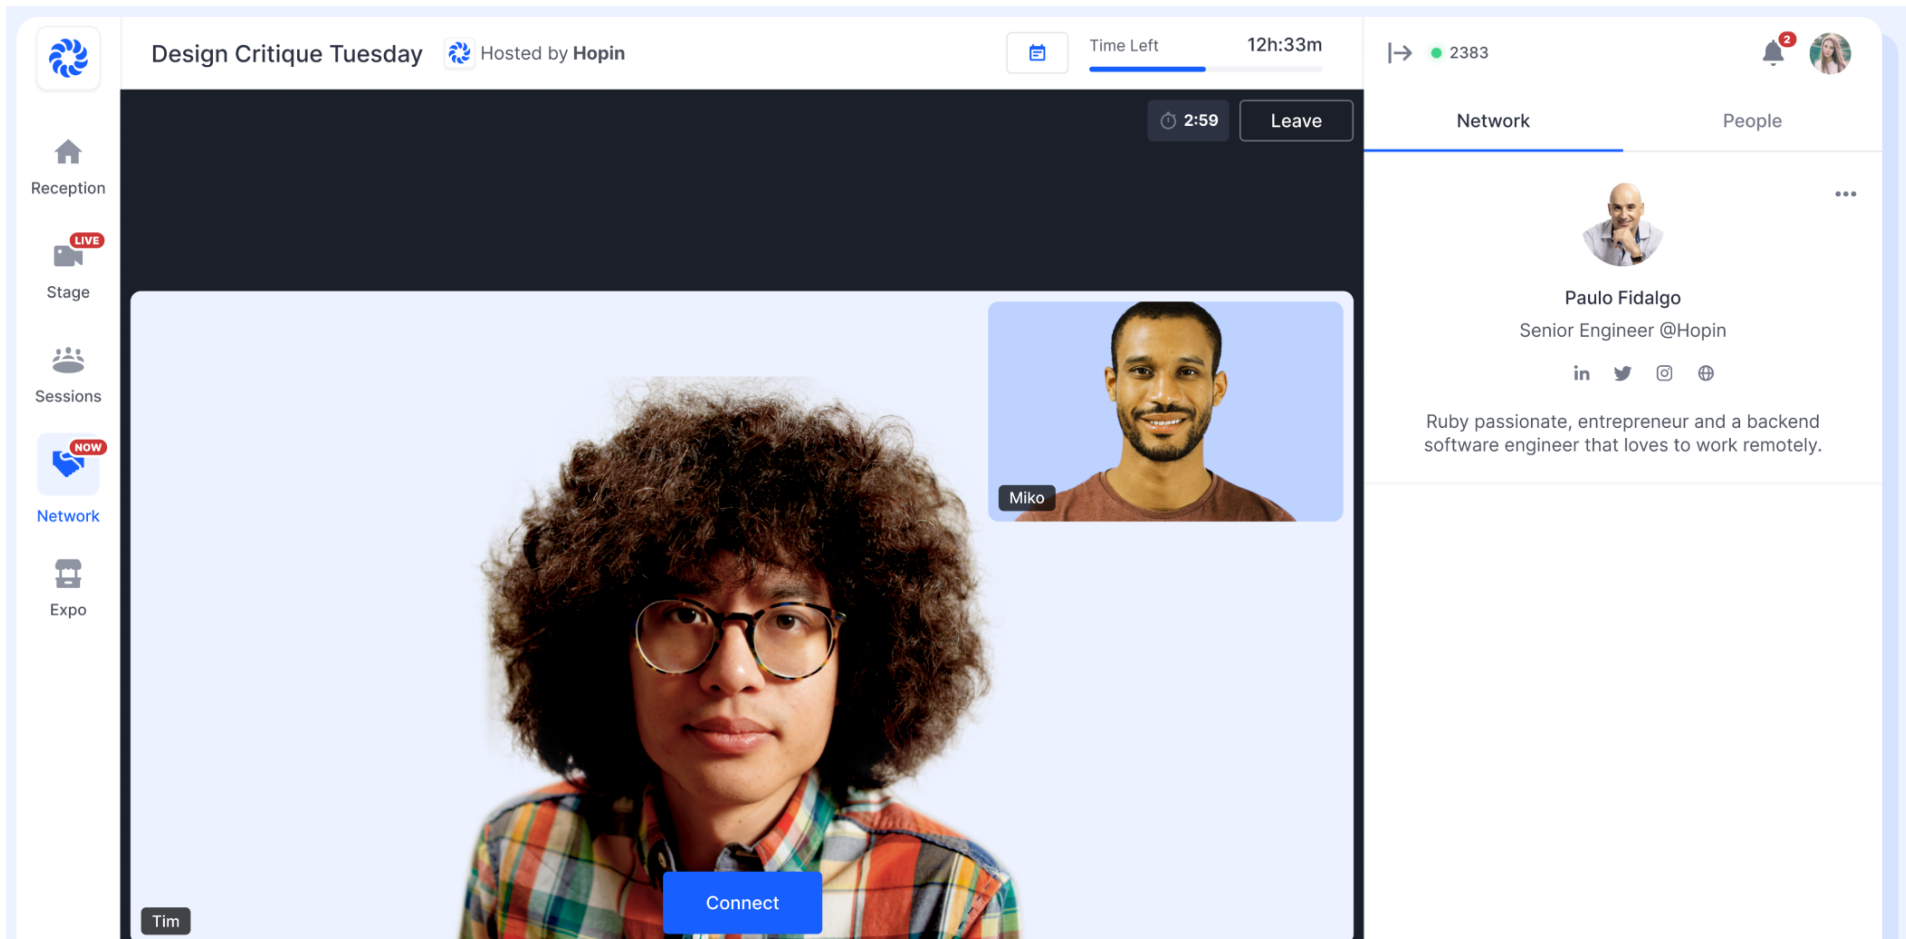 Design Critique Tuesday
Hosted by Hopin
Time Left
12h:33m
2383
2
2:59
Leave
Network
People
Reception
LIVE
Stage
Sessions
NOW
Network
Expo
Miko
Tim
Connect
Paulo Fidalgo
Senior Engineer @Hopin
in
Ruby passionate, entrepreneur and a backend
software engineer that loves to work remotely.